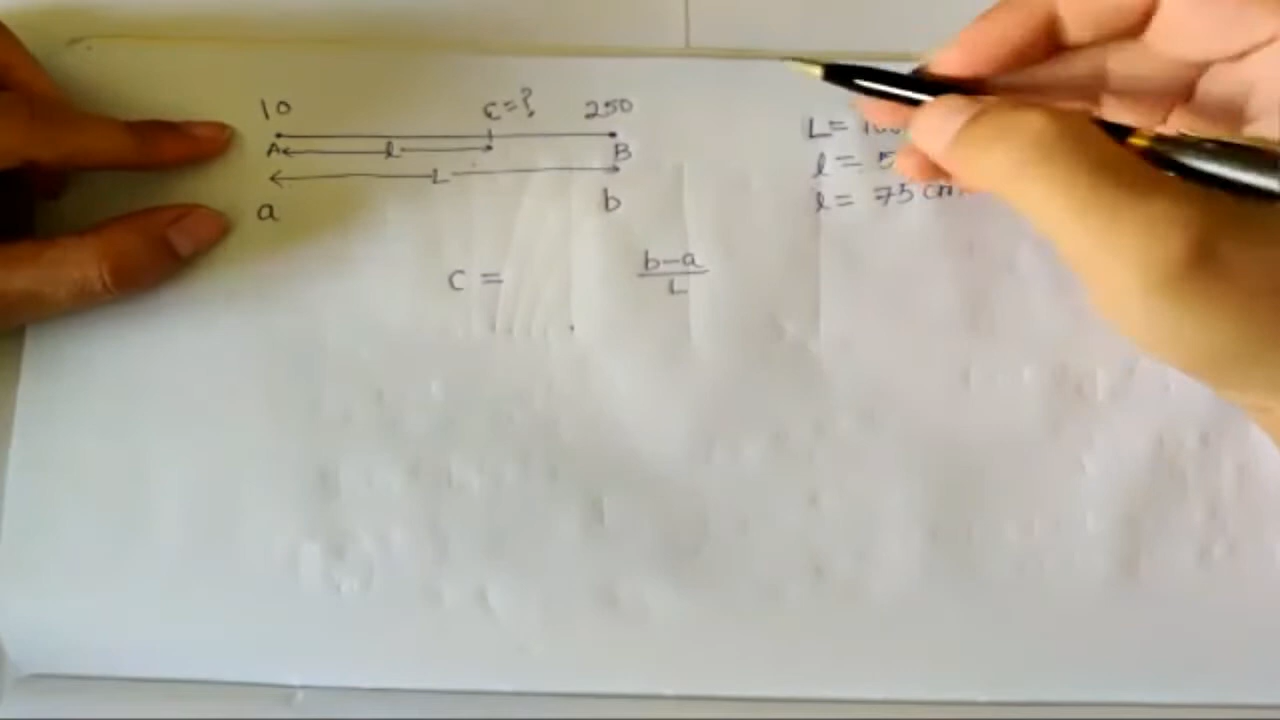 10 c=? 250
A l B
L
a b
c = b-a
L
L=
l =
l = 75 cm